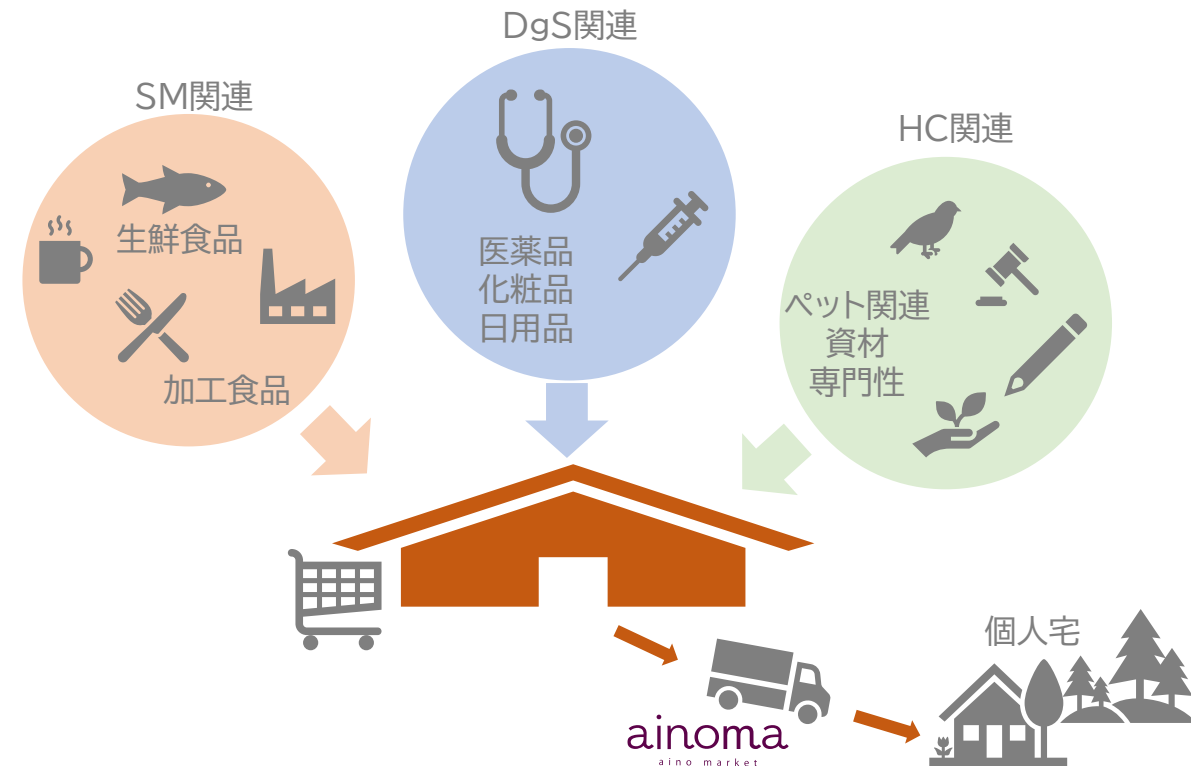 DgS関連
SM関連
HC関連
生鮮食品
加工食品
医薬品
化粧品
日用品
ペット関連
資材
専門性
個人宅
ainoma
aino market